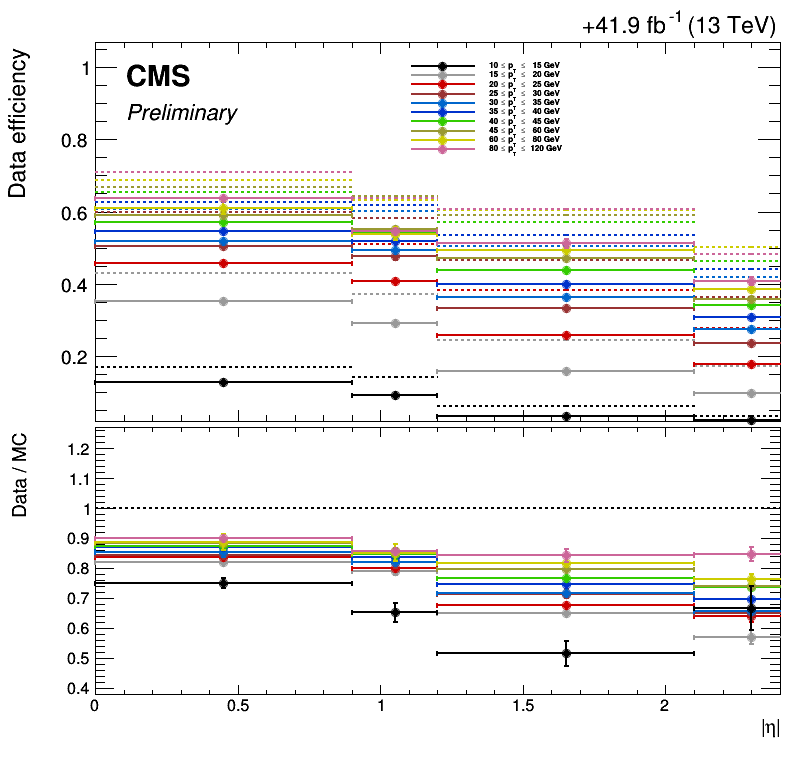 +41.9 fb⁻¹ (13 TeV)
CMS
Preliminary
Data efficiency
1
0.8
0.6
0.4
0.2
10 ≤ p_T ≤ 15 GeV
15 ≤ p_T ≤ 20 GeV
20 ≤ p_T ≤ 25 GeV
25 ≤ p_T ≤ 30 GeV
30 ≤ p_T ≤ 35 GeV
35 ≤ p_T ≤ 40 GeV
40 ≤ p_T ≤ 45 GeV
45 ≤ p_T ≤ 60 GeV
60 ≤ p_T ≤ 80 GeV
80 ≤ p_T ≤ 120 GeV
Data / MC
1.2
1.1
1
0.9
0.8
0.7
0.6
0.5
0.4
0 0.5 1 1.5 2
|η|